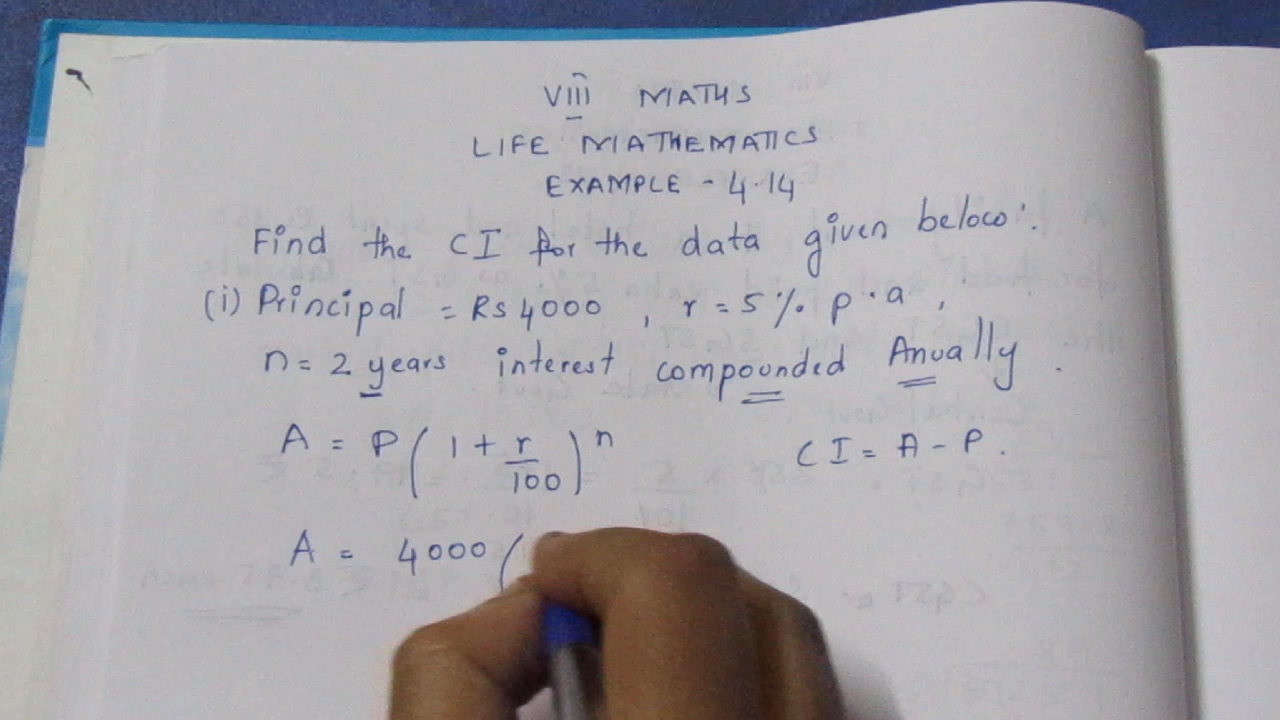 VIII MATHS
LIFE MATHEMATICS
EXAMPLE - 4.14
Find the CI for the data given below:
(i) Principal = Rs 4000, r = 5% p.a,
n = 2 years interest compounded Anually.
A = P(1 + r/100)^n CI = A - P.
A = 4000 (